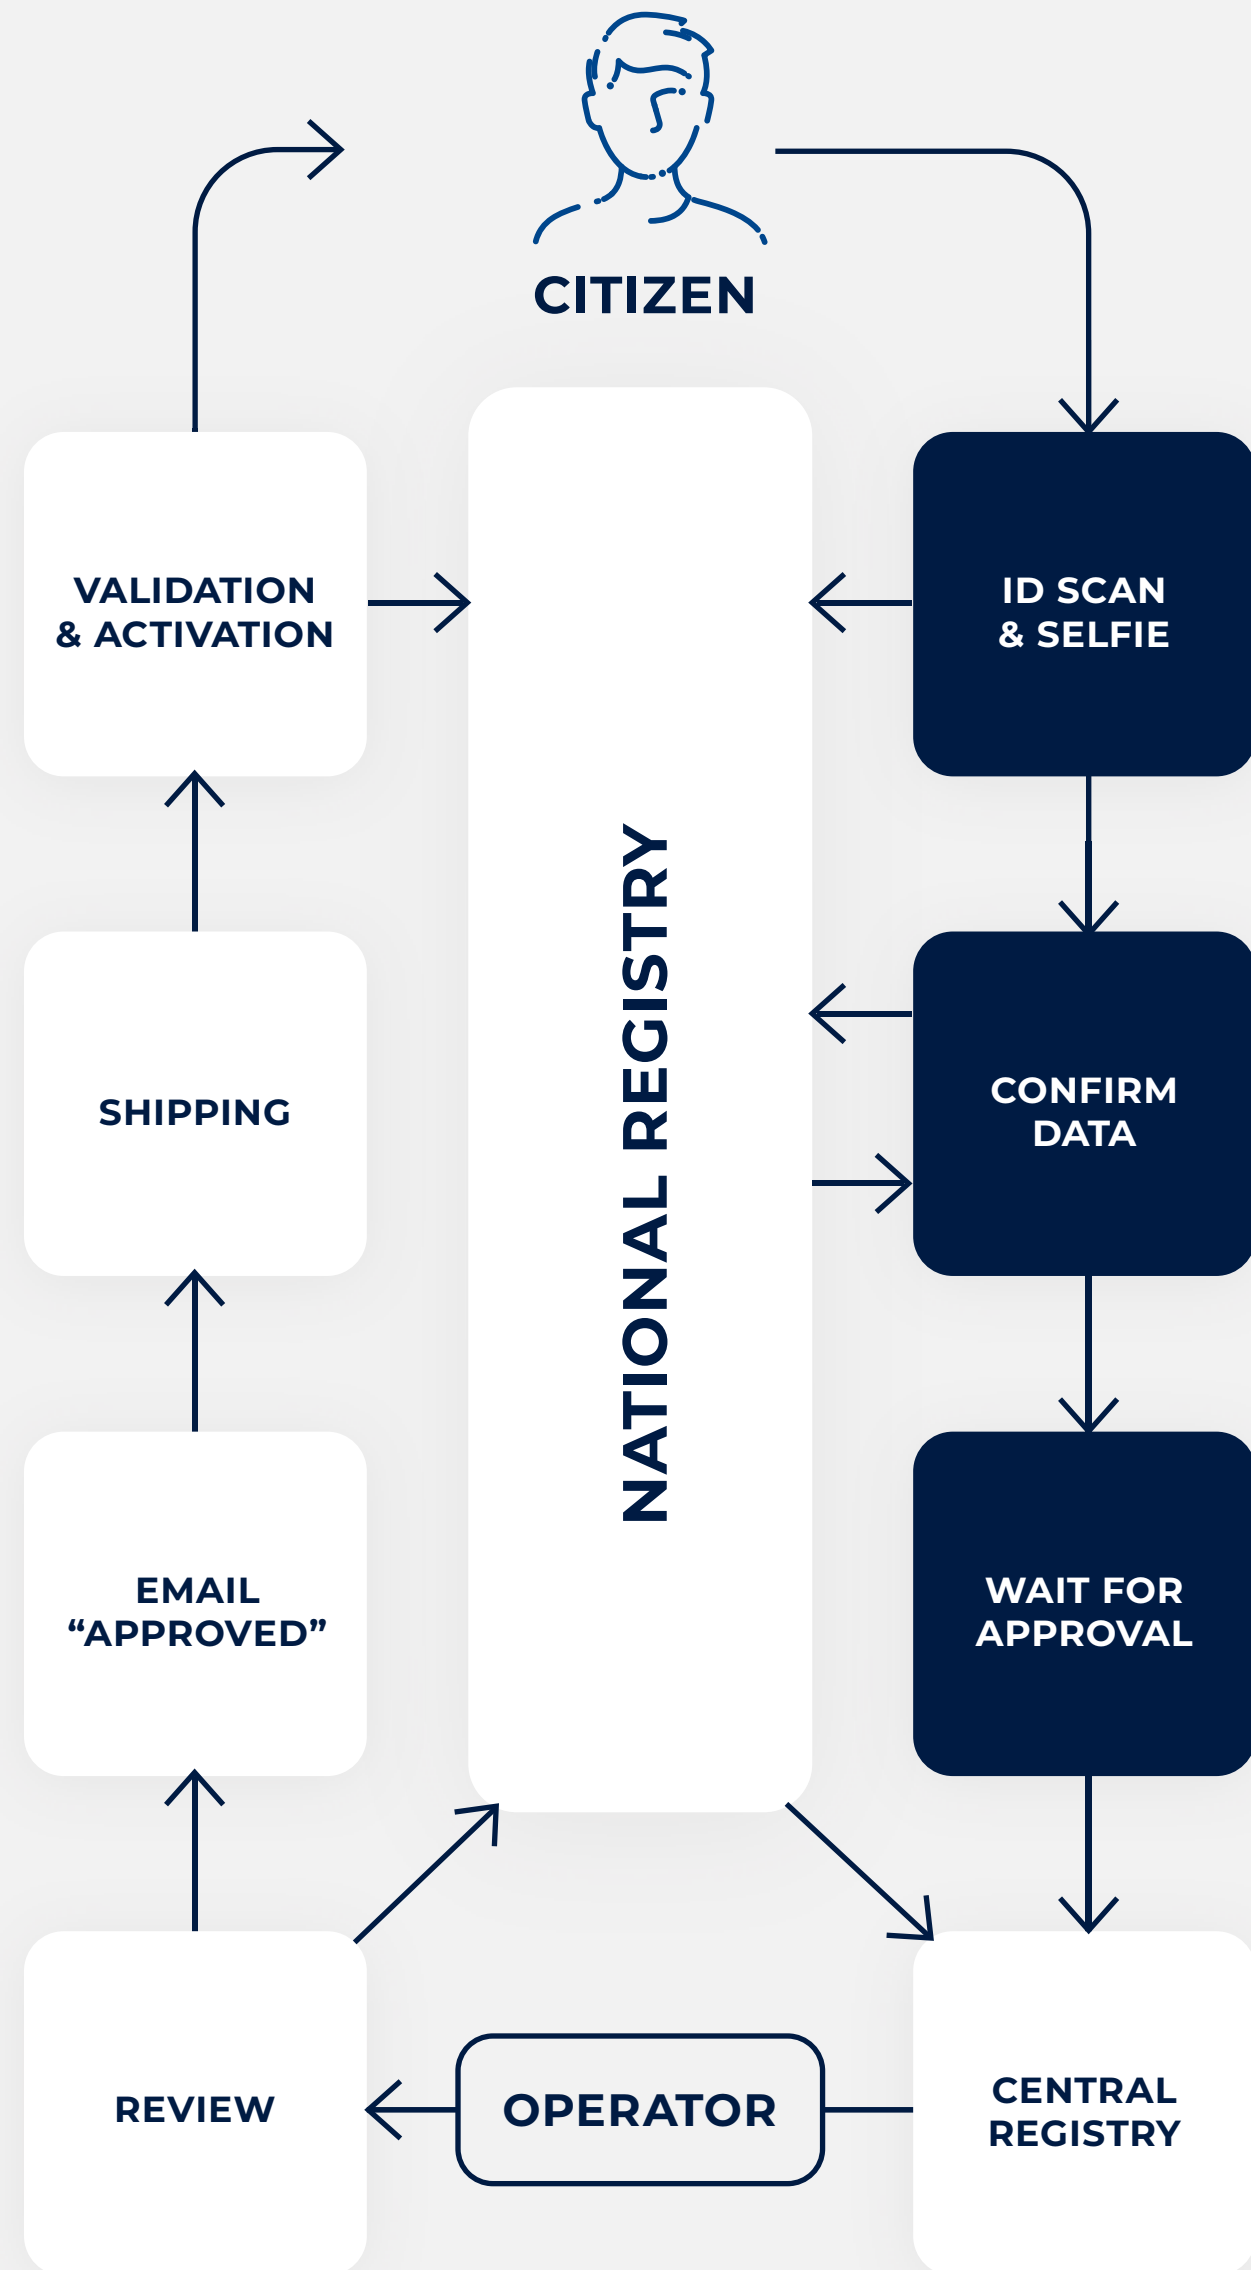 CITIZEN
VALIDATION
& ACTIVATION
ID SCAN
& SELFIE
NATIONAL REGISTRY
SHIPPING
CONFIRM
DATA
EMAIL
“APPROVED”
WAIT FOR
APPROVAL
REVIEW
OPERATOR
CENTRAL
REGISTRY